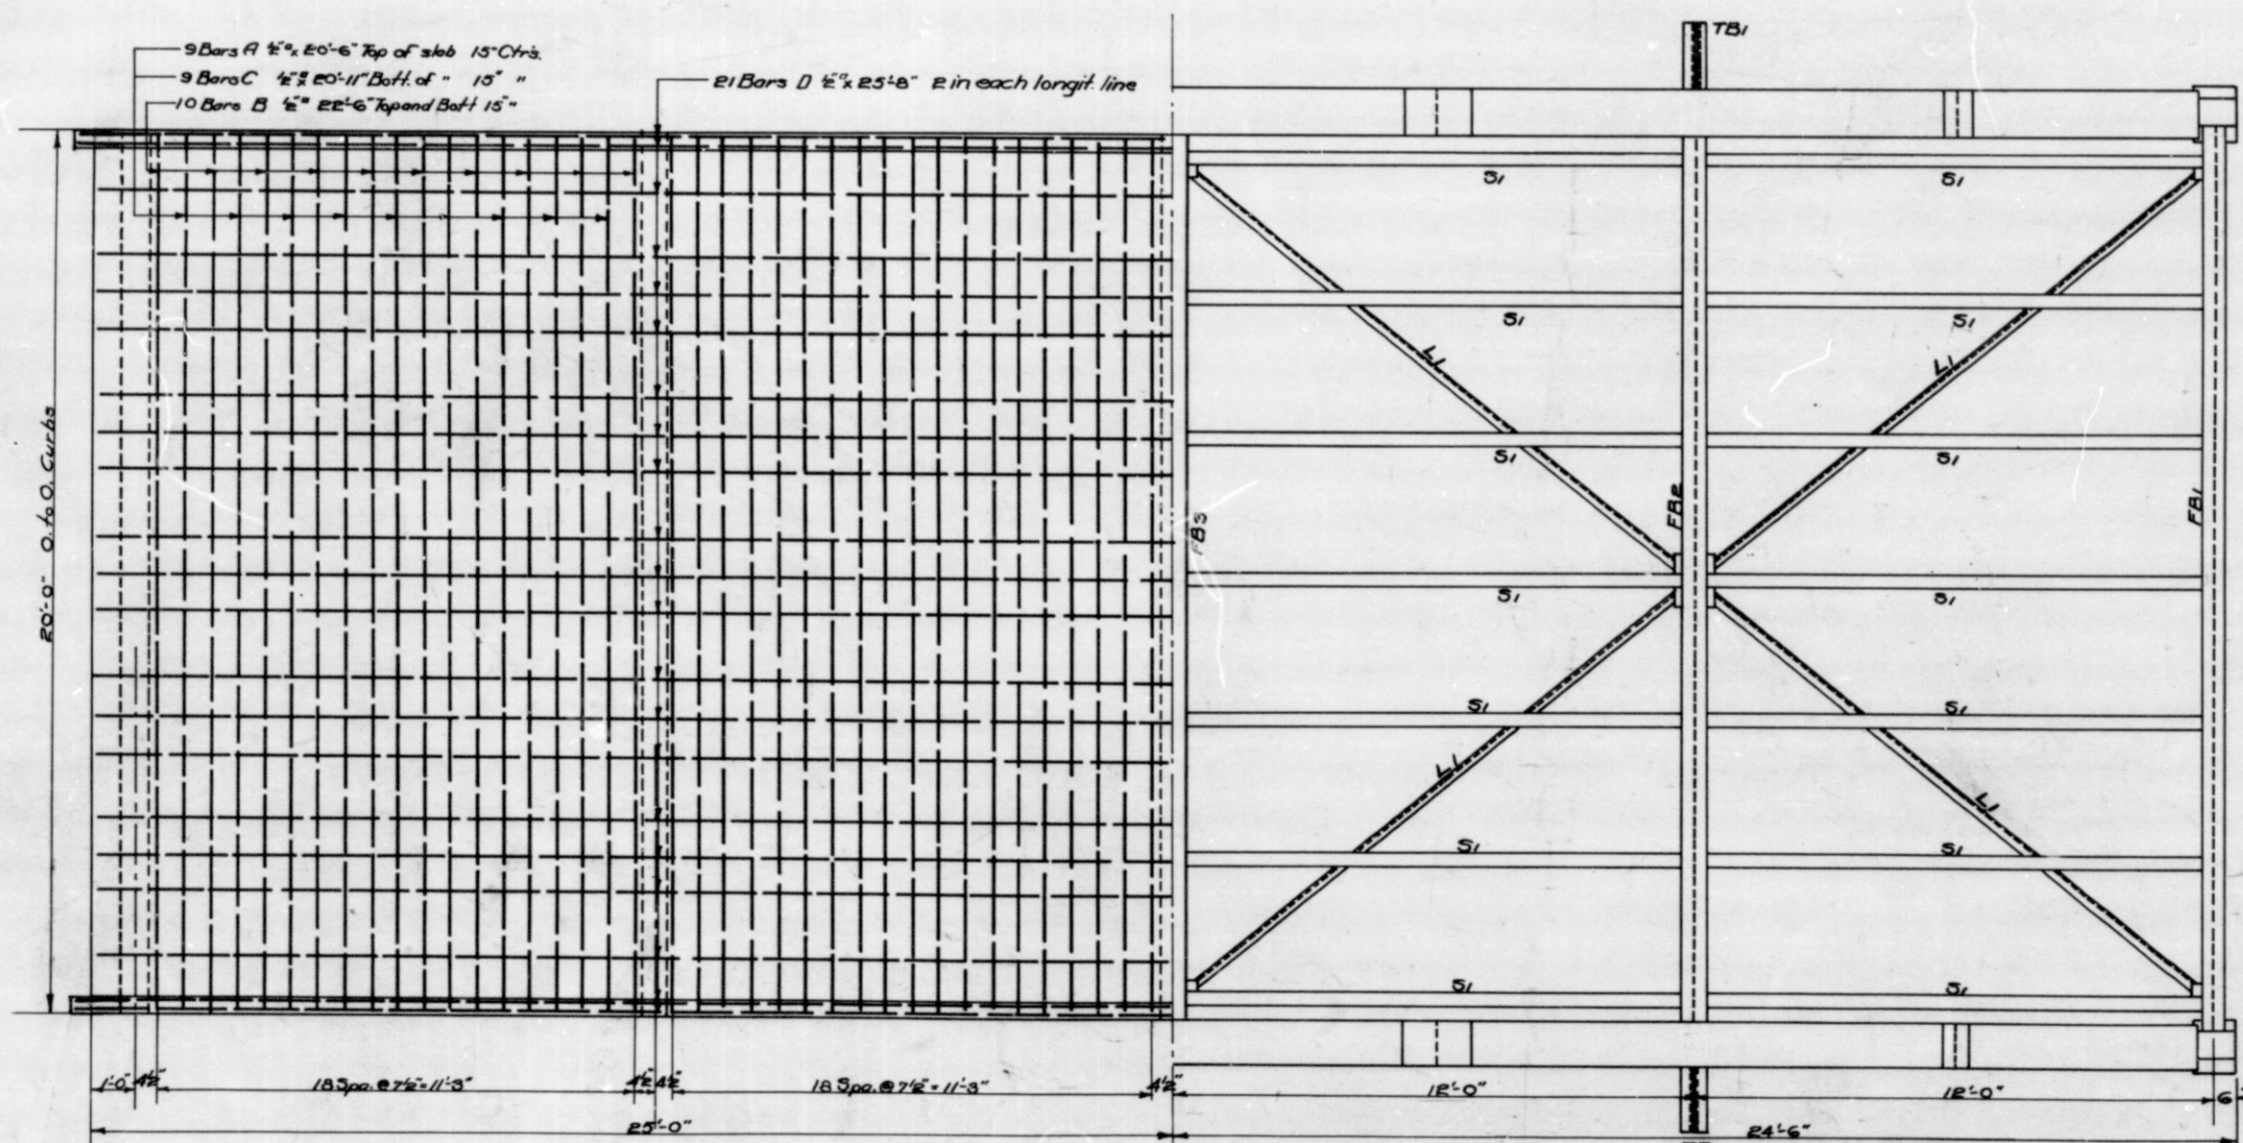 9 Bars A ½"□ x 20'-6" Top of slab 15" Ctrs.
9 Bars C ½"□ x 20'-11" Bott. of " 15" "
10 Bars B ½"□ 22'-6" Top and Bott 15" "
21 Bars D ½"□ x 25'-8" 2 in each longit. line
TB1
S1
S1
S1
S1
L1
L1
S1
S1
20'-0" O. to O. Curbs
FB3
FB2
FB1
S1
S1
S1
S1
L1
L1
S1
S1
S1
S1
1'-0" 4½" 18 Spa. @ 7½" = 11'-3" 4½" 4½" 18 Spa. @ 7½" = 11'-3" 4½" 12'-0" 12'-0" 6
25'-0" 24'-6"